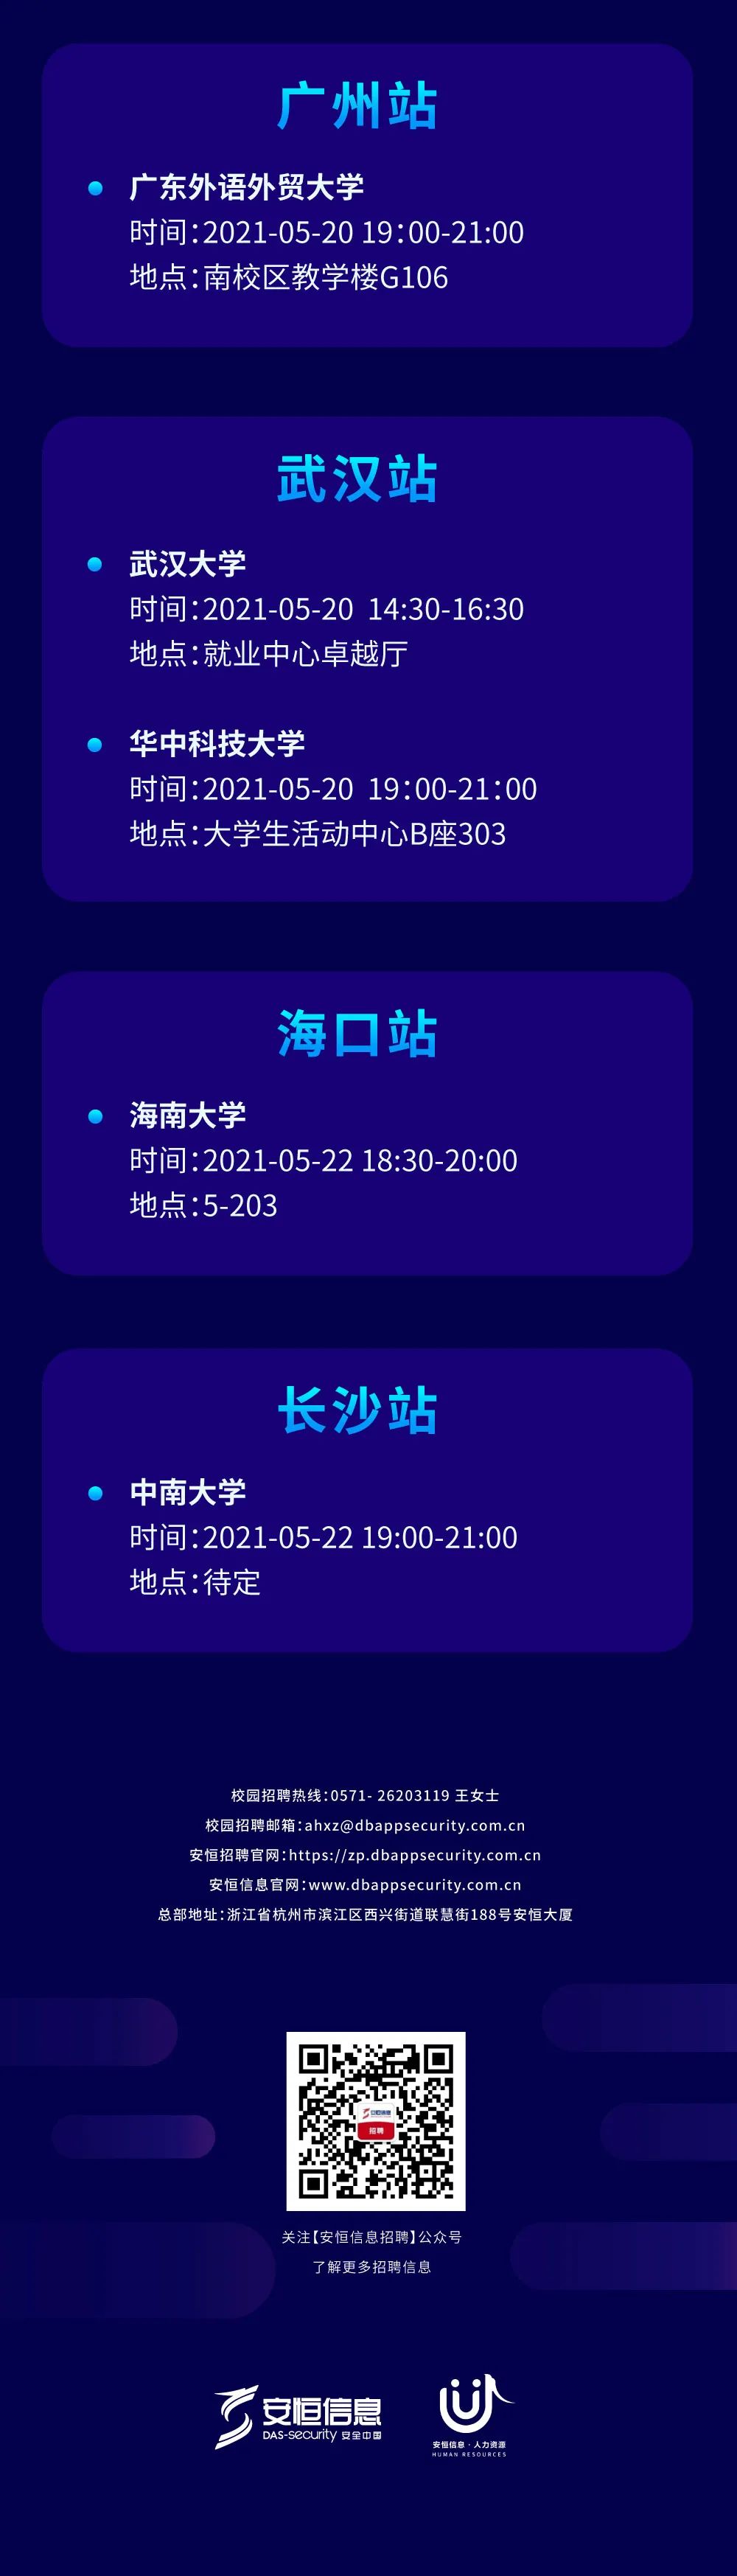 广州站
广东外语外贸大学
时间：2021-05-20 19：00-21:00
地点：南校区教学楼G106
武汉站
武汉大学
时间：2021-05-20 14:30-16:30
地点：就业中心卓越厅
华中科技大学
时间：2021-05-20 19：00-21：00
地点：大学生活动中心B座303
海口站
海南大学
时间：2021-05-22 18:30-20:00
地点：5-203
长沙站
中南大学
时间：2021-05-22 19:00-21:00
地点：待定
校园招聘热线：0571- 26203119 王女士
校园招聘邮箱：ahxz@dbappsecurity.com.cn
安恒招聘官网：https://zp.dbappsecurity.com.cn
安恒信息官网：www.dbappsecurity.com.cn
总部地址：浙江省杭州市滨江区西兴街道联慧街188号安恒大厦
安恒信息
招聘
关注【安恒信息招聘】公众号
了解更多招聘信息
安恒信息
DAS-security 安全中国
安恒信息·人力资源
HUMAN RESOURCES